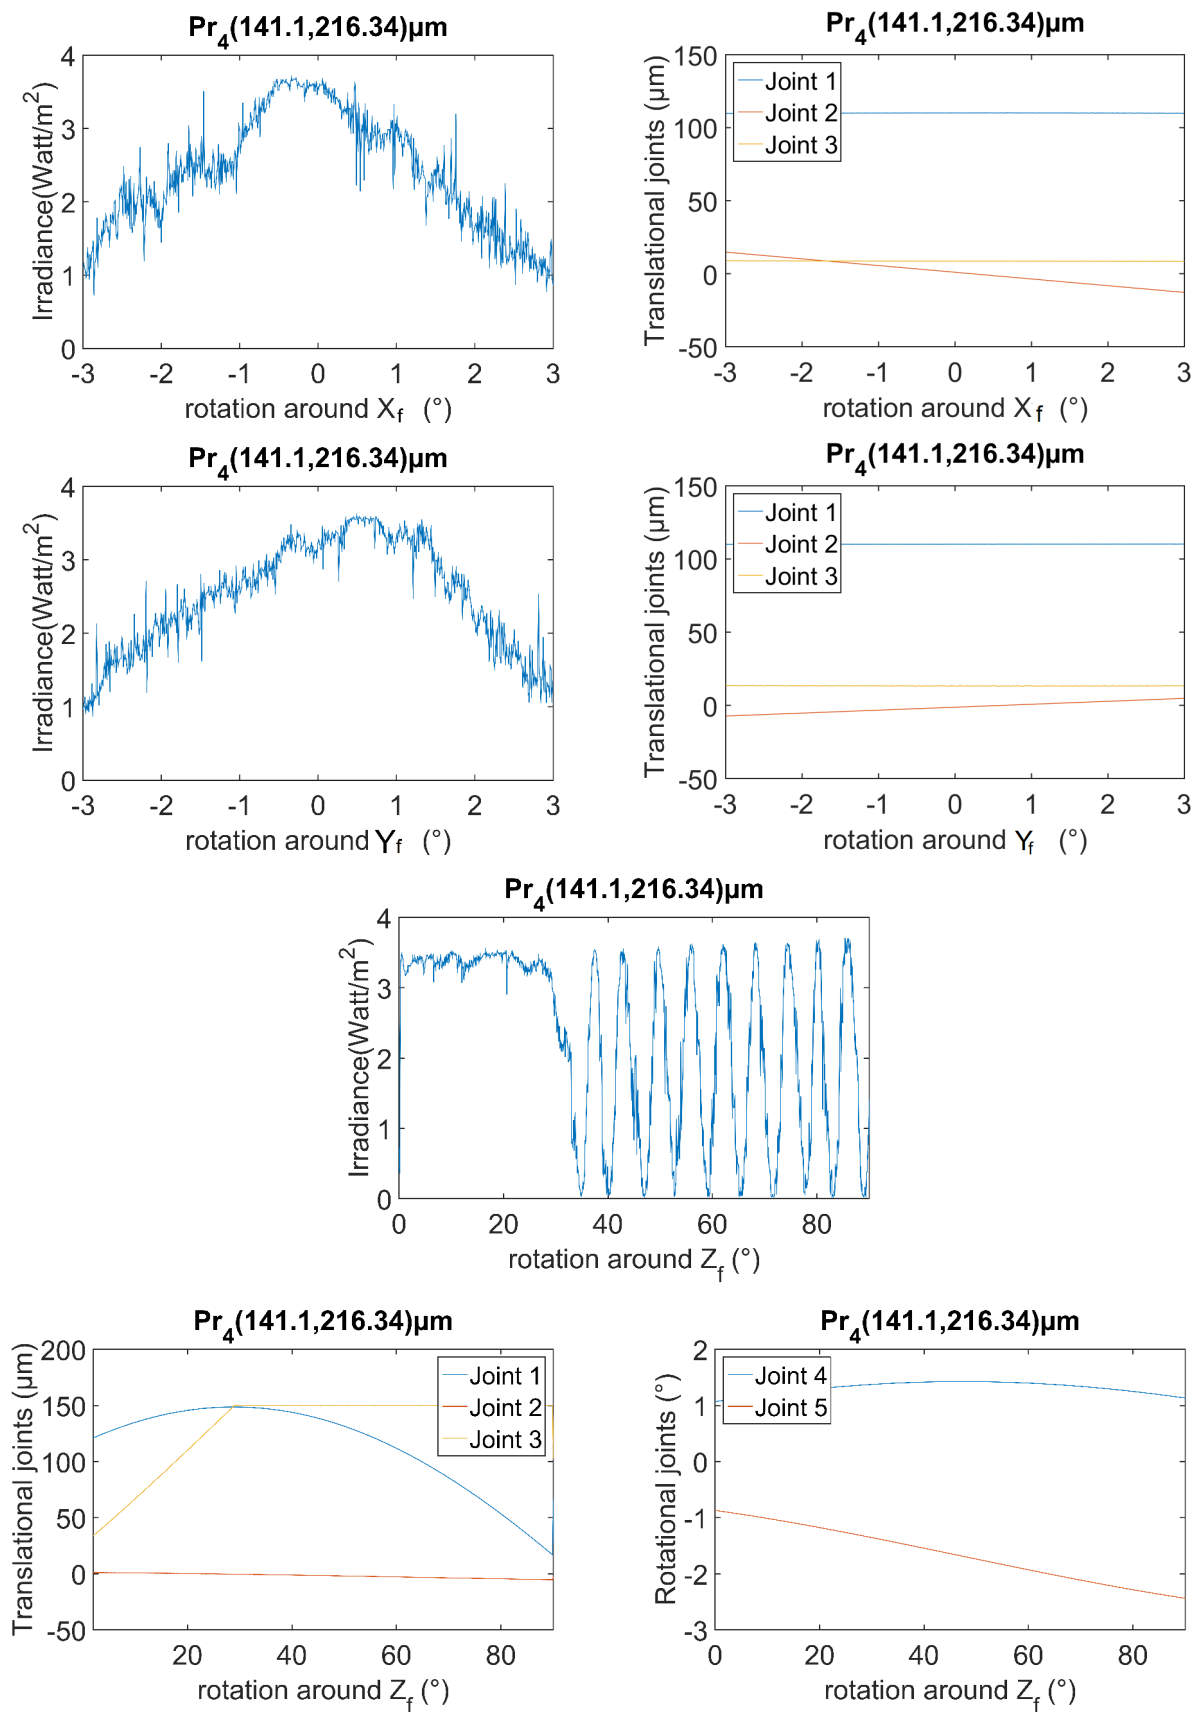 Pr4(141.1,216.34)µm
Irradiance(Watt/m2)
4
3
2
1
0
-3 -2 -1 0 1 2 3
rotation around Xf (°)
Pr4(141.1,216.34)µm
Translational joints (µm)
150
100
50
0
-50
Joint 1
Joint 2
Joint 3
-3 -2 -1 0 1 2 3
rotation around Xf (°)
Pr4(141.1,216.34)µm
Irradiance(Watt/m2)
4
3
2
1
0
-3 -2 -1 0 1 2 3
rotation around Yf (°)
Pr4(141.1,216.34)µm
Translational joints (µm)
150
100
50
0
-50
Joint 1
Joint 2
Joint 3
-3 -2 -1 0 1 2 3
rotation around Yf (°)
Pr4(141.1,216.34)µm
Irradiance(Watt/m2)
4
3
2
1
0
0 20 40 60 80
rotation around Zf (°)
Pr4(141.1,216.34)µm
Translational joints (µm)
200
150
100
50
0
-50
Joint 1
Joint 2
Joint 3
20 40 60 80
rotation around Zf (°)
Pr4(141.1,216.34)µm
Rotational joints (°)
2
1
0
-1
-2
-3
Joint 4
Joint 5
0 20 40 60 80
rotation around Zf (°)